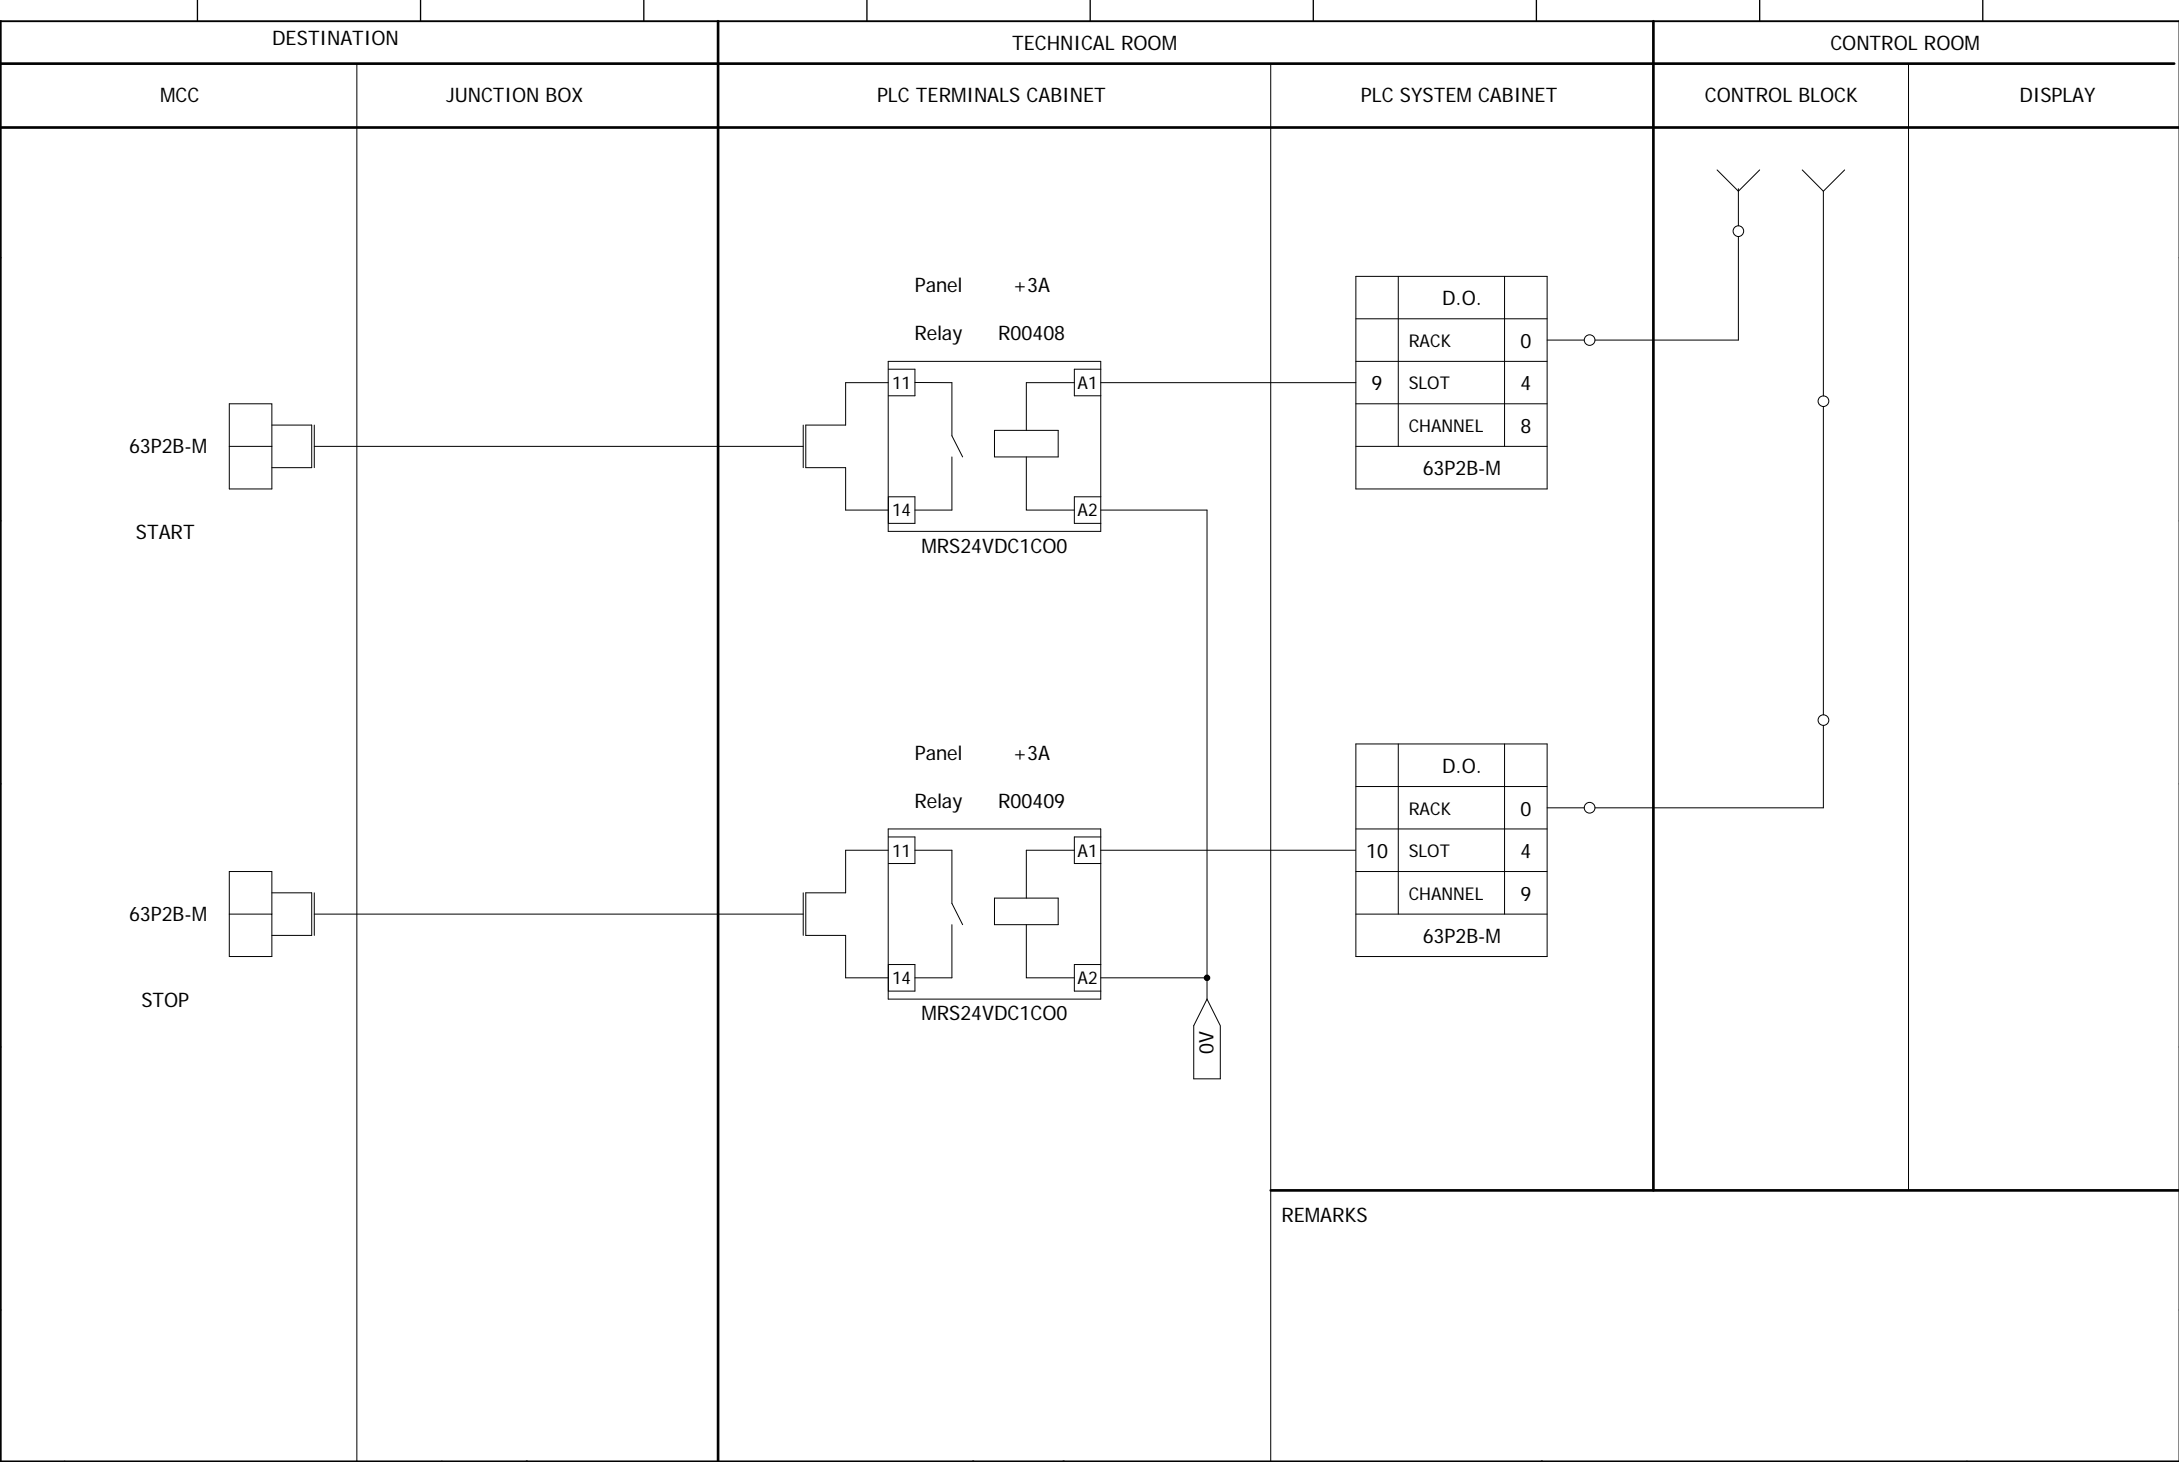 DESTINATION
TECHNICAL ROOM
CONTROL ROOM
MCC
JUNCTION BOX
PLC TERMINALS CABINET
PLC SYSTEM CABINET
CONTROL BLOCK
DISPLAY
Panel +3A
Relay R00408
11
A1
14
A2
MRS24VDC1CO0
63P2B-M
START
D.O.
RACK 0
9 SLOT 4
CHANNEL 8
63P2B-M
Panel +3A
Relay R00409
11
A1
14
A2
MRS24VDC1CO0
63P2B-M
STOP
D.O.
RACK 0
10 SLOT 4
CHANNEL 9
63P2B-M
0V
REMARKS